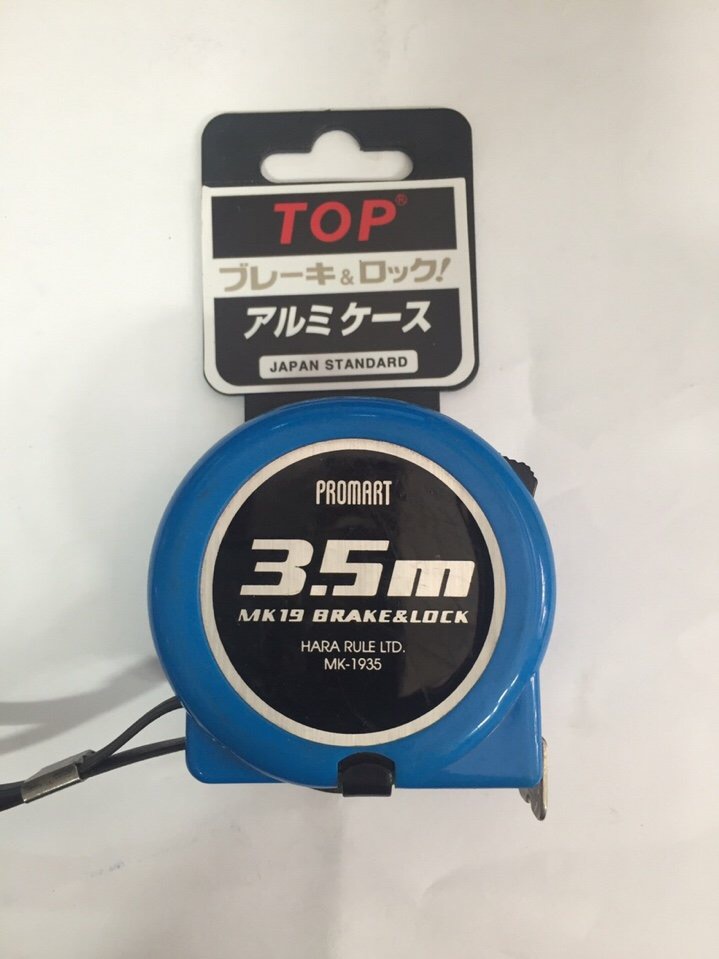 TOP®
ブレーキ&ロック!
アルミケース
JAPAN STANDARD
PROMART
3.5m
MK19 BRAKE&LOCK
HARA RULE LTD.
MK-1935